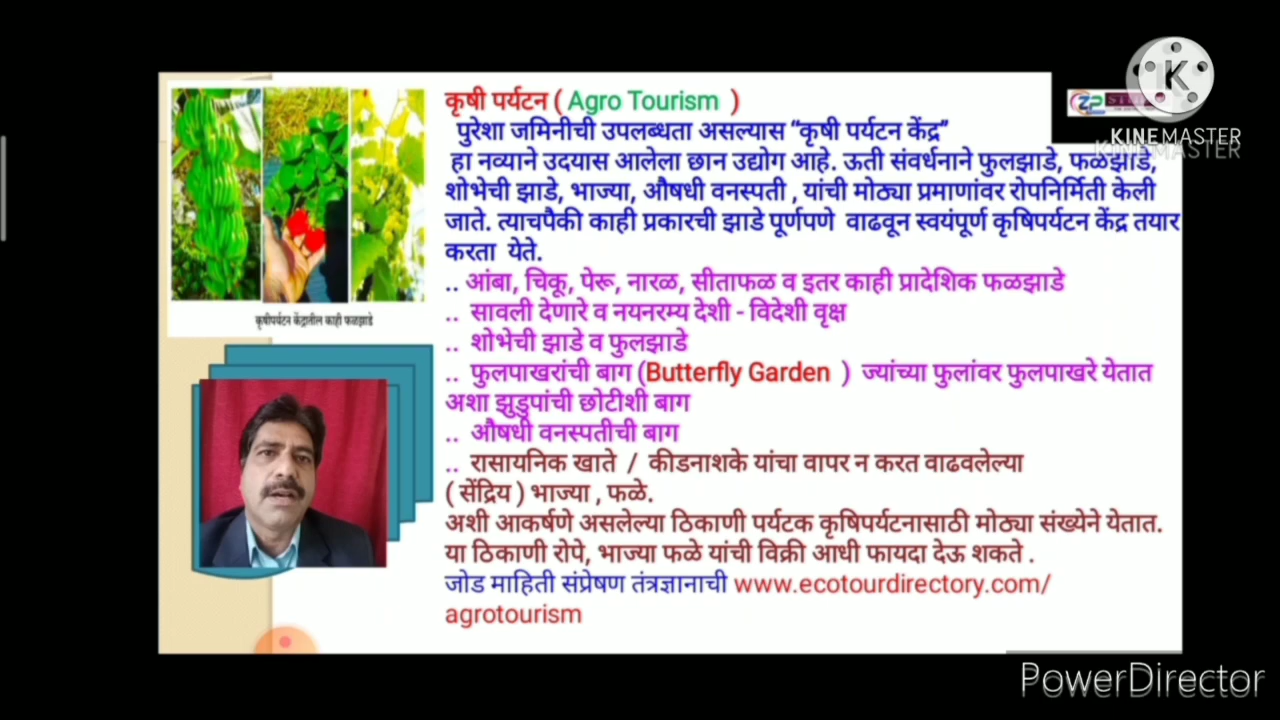 कृषी पर्यटन ( Agro Tourism )
पुरेशा जमिनीची उपलब्धता असल्यास “कृषी पर्यटन केंद्र”
हा नव्याने उदयास आलेला छान उद्योग आहे. ऊती संवर्धनाने फुलझाडे, फळझाडे,
शोभेची झाडे, भाज्या, औषधी वनस्पती , यांची मोठ्या प्रमाणांवर रोपनिर्मिती केली
जाते. त्याचपैकी काही प्रकारची झाडे पूर्णपणे वाढवून स्वयंपूर्ण कृषिपर्यटन केंद्र तयार
करता येते.
.. आंबा, चिकू, पेरू, नारळ, सीताफळ व इतर काही प्रादेशिक फळझाडे
.. सावली देणारे व नयनरम्य देशी - विदेशी वृक्ष
.. शोभेची झाडे व फुलझाडे
.. फुलपाखरांची बाग (Butterfly Garden ) ज्यांच्या फुलांवर फुलपाखरे येतात
अशा झुडुपांची छोटीशी बाग
.. औषधी वनस्पतीची बाग
.. रासायनिक खाते / कीडनाशके यांचा वापर न करत वाढवलेल्या
( सेंद्रिय ) भाज्या , फळे.
अशी आकर्षणे असलेल्या ठिकाणी पर्यटक कृषिपर्यटनासाठी मोठ्या संख्येने येतात.
या ठिकाणी रोपे, भाज्या फळे यांची विक्री आधी फायदा देऊ शकते .
जोड माहिती संप्रेषण तंत्रज्ञानाची www.ecotourdirectory.com/
agrotourism
कृषीपर्यटन केंद्रातील काही फळझाडे
K
KINEMASTER
PowerDirector